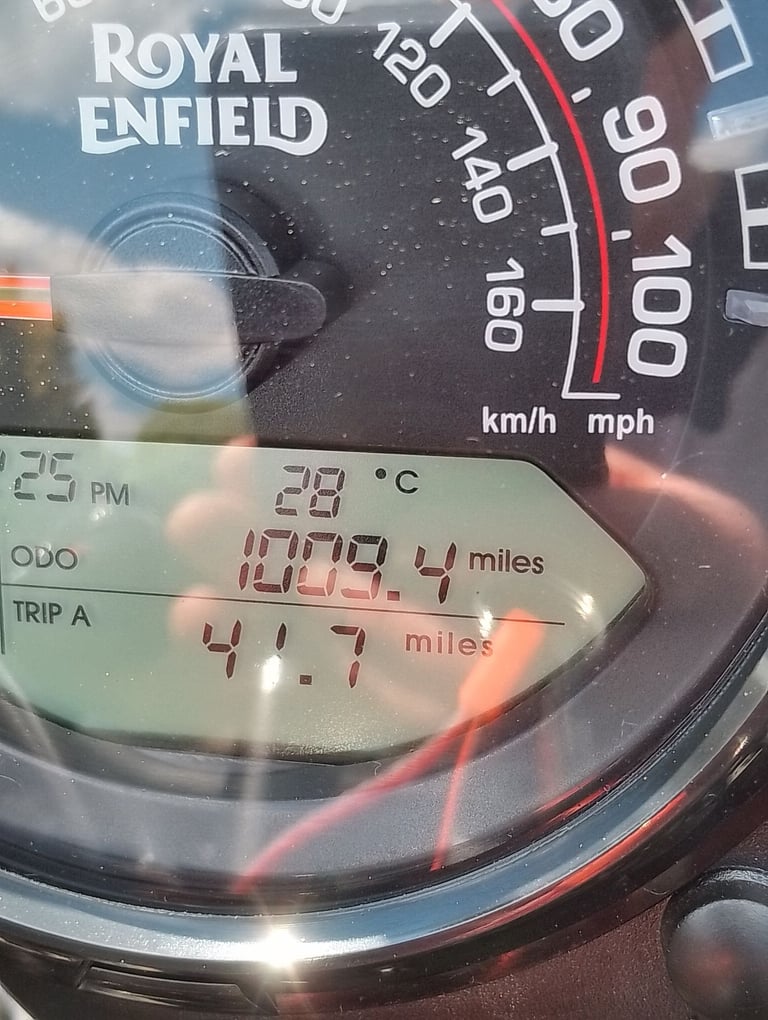 ROYAL
ENFIELD
120
140
160
90
100
km/h mph
25 PM 28 °C
ODO 1009.4 miles
TRIP A 41.7 miles